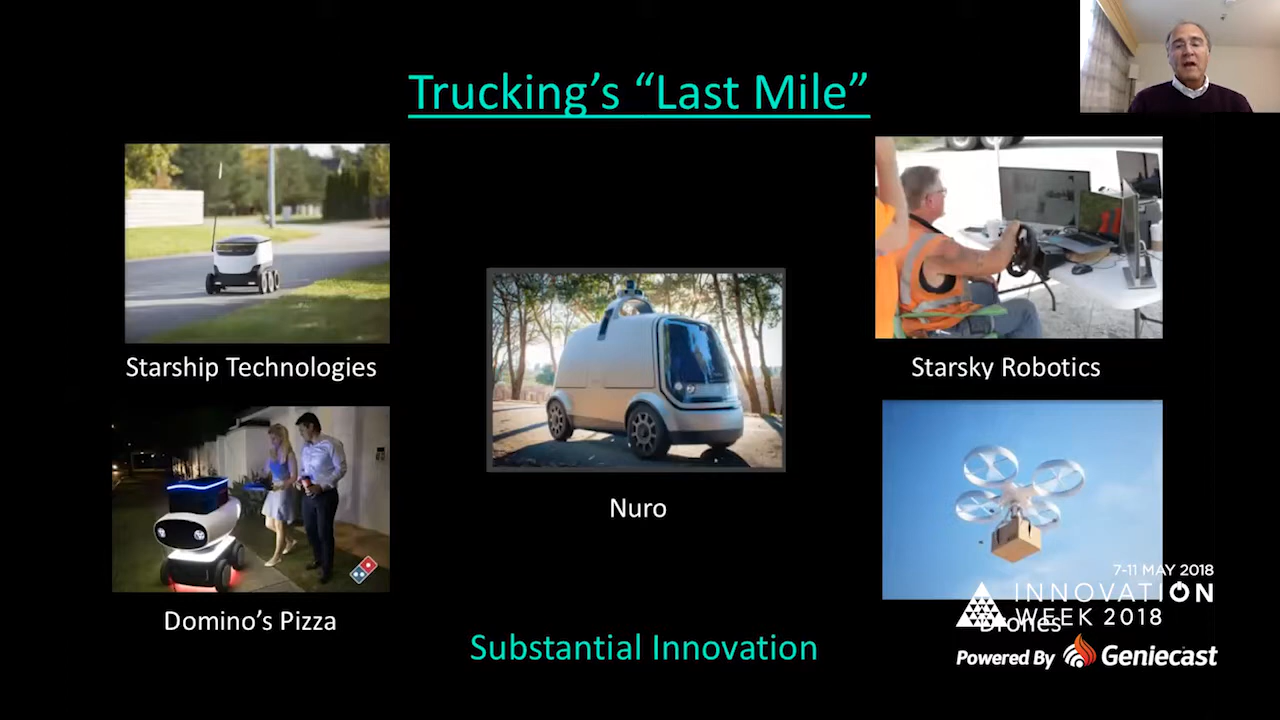 Trucking's “Last Mile”
Starship Technologies
Starsky Robotics
Nuro
Domino's Pizza
Drones
Substantial Innovation
7-11 MAY 2018
INNOVATION
WEEK 2018
Powered By Geniecast